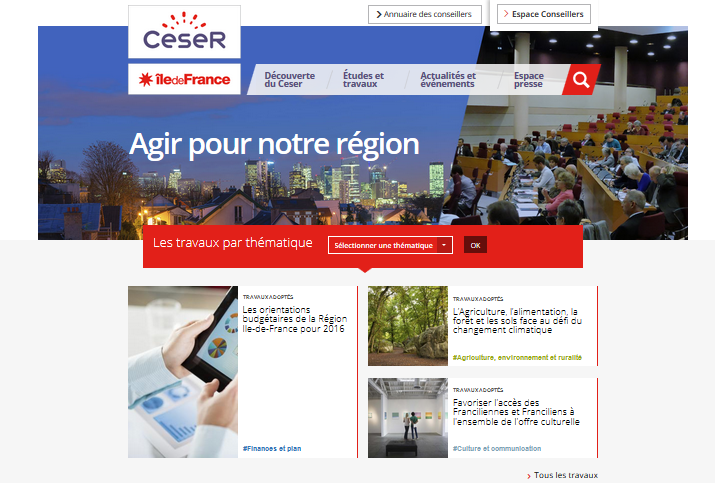 Annuaire des conseillers
Espace Conseillers
CeseR
îledeFrance
Découverte
du Ceser
Études et
travaux
Actualités et
événements
Espace
presse
Agir pour notre région
Les travaux par thématique
Sélectionner une thématique
OK
TRAVAUX ADOPTÉS
Les orientations
budgétaires de la Région
Ile-de-France pour 2016
#Finances et plan
TRAVAUX ADOPTÉS
L'Agriculture, l'alimentation, la
forêt et les sols face au défi du
changement climatique
#Agriculture, environnement et ruralité
TRAVAUX ADOPTÉS
Favoriser l'accès des
Franciliennes et Franciliens à
l'ensemble de l'offre culturelle
#Culture et communication
Tous les travaux